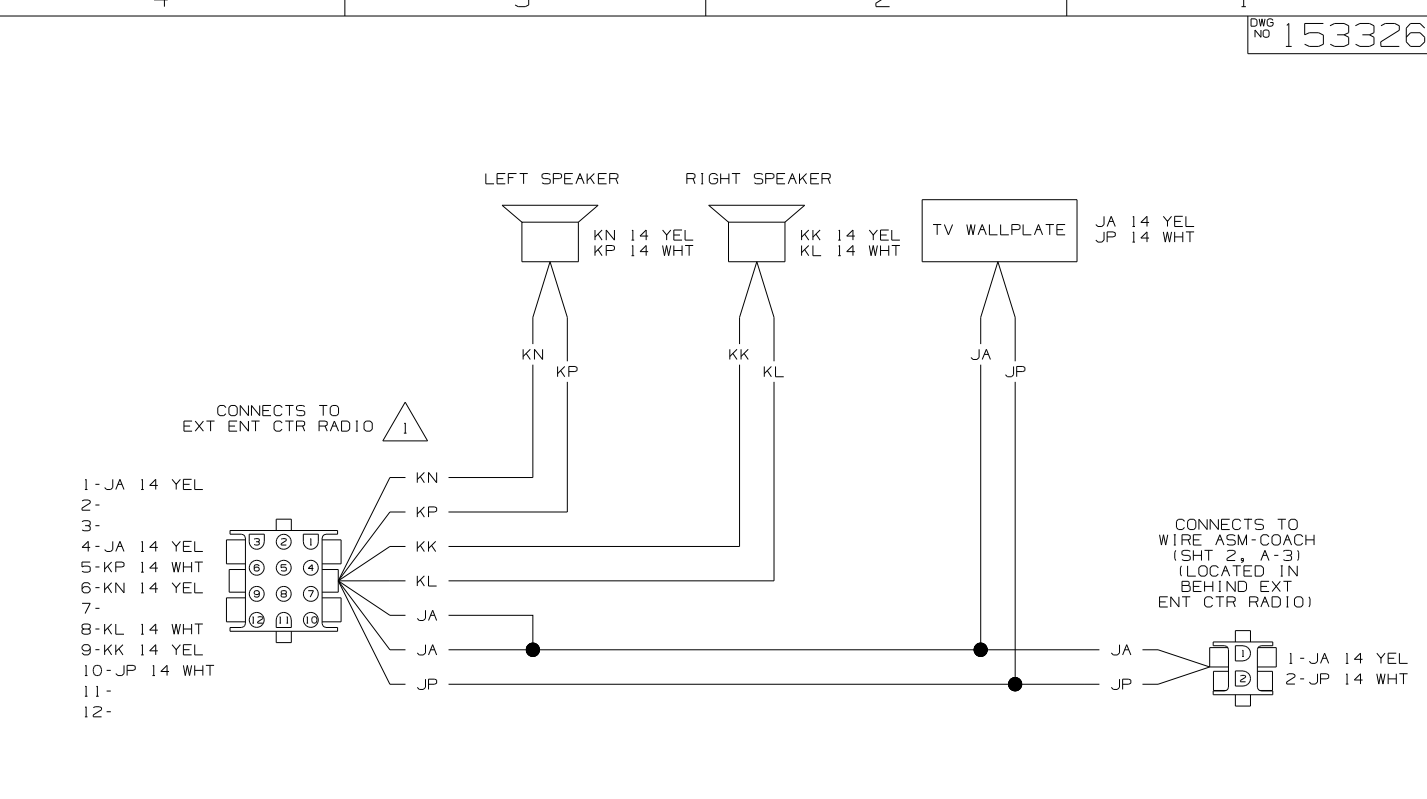 4 3 2 1
DWG NO 153326
LEFT SPEAKER
RIGHT SPEAKER
KN 14 YEL
KP 14 WHT
KK 14 YEL
KL 14 WHT
TV WALLPLATE
JA 14 YEL
JP 14 WHT
KN
KP
KK
KL
JA
JP
CONNECTS TO
EXT ENT CTR RADIO
1
1-JA 14 YEL
2-
3-
4-JA 14 YEL
5-KP 14 WHT
6-KN 14 YEL
7-
8-KL 14 WHT
9-KK 14 YEL
10-JP 14 WHT
11-
12-
3 2 1
6 5 4
9 8 7
12 11 10
KN
KP
KK
KL
JA
JA
JP
JA
JP
CONNECTS TO
WIRE ASM-COACH
(SHT 2, A-3)
(LOCATED IN
BEHIND EXT
ENT CTR RADIO)
1
2
1-JA 14 YEL
2-JP 14 WHT